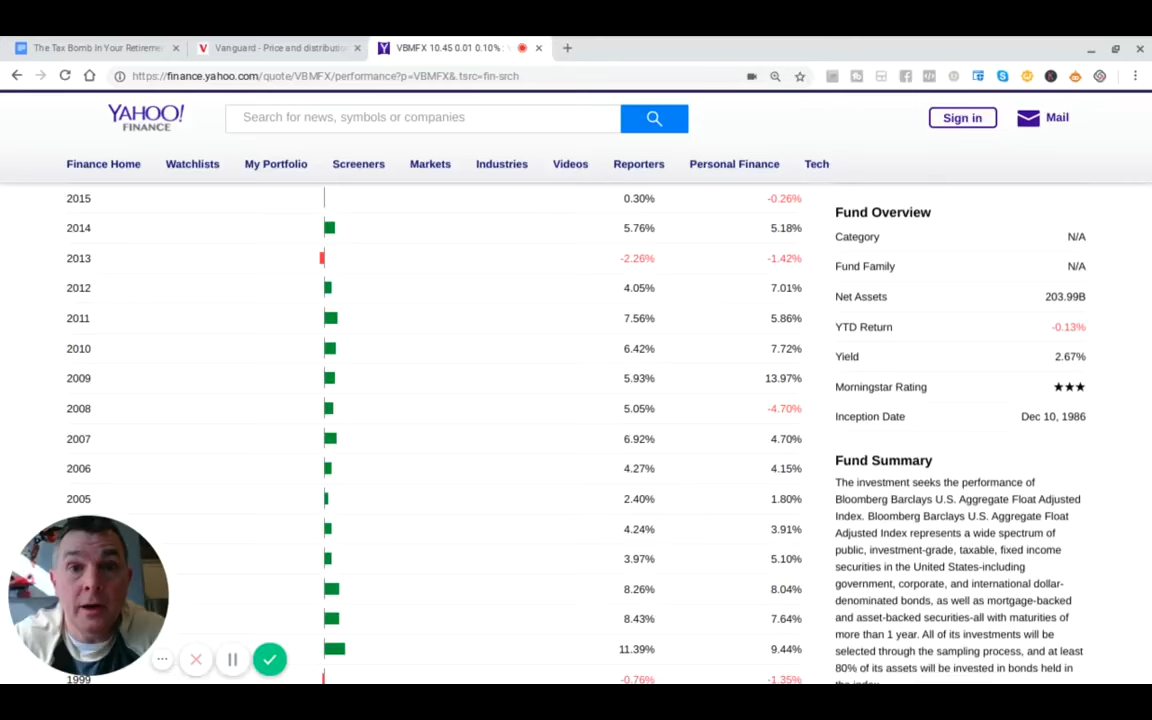 The Tax Bomb In Your Retireme
Vanguard - Price and distributio
VBMFX 10.45 0.01 0.10% :
https://finance.yahoo.com/quote/VBMFX/performance?p=VBMFX&.tsrc=fin-srch
YAHOO!
FINANCE
Search for news, symbols or companies
Sign in
Mail
Finance Home Watchlists My Portfolio Screeners Markets Industries Videos Reporters Personal Finance Tech
2015 0.30% -0.26%
2014 5.76% 5.18%
2013 -2.26% -1.42%
2012 4.05% 7.01%
2011 7.56% 5.86%
2010 6.42% 7.72%
2009 5.93% 13.97%
2008 5.05% -4.70%
2007 6.92% 4.70%
2006 4.27% 4.15%
2005 2.40% 1.80%
4.24% 3.91%
3.97% 5.10%
8.26% 8.04%
8.43% 7.64%
11.39% 9.44%
1999 -0.76% -1.35%
Fund Overview
Category N/A
Fund Family N/A
Net Assets 203.99B
YTD Return -0.13%
Yield 2.67%
Morningstar Rating ★★★
Inception Date Dec 10, 1986
Fund Summary
The investment seeks the performance of
Bloomberg Barclays U.S. Aggregate Float Adjusted
Index. Bloomberg Barclays U.S. Aggregate Float
Adjusted Index represents a wide spectrum of
public, investment-grade, taxable, fixed income
securities in the United States-including
government, corporate, and international dollar-
denominated bonds, as well as mortgage-backed
and asset-backed securities-all with maturities of
more than 1 year. All of its investments will be
selected through the sampling process, and at least
80% of its assets will be invested in bonds held in
the index.